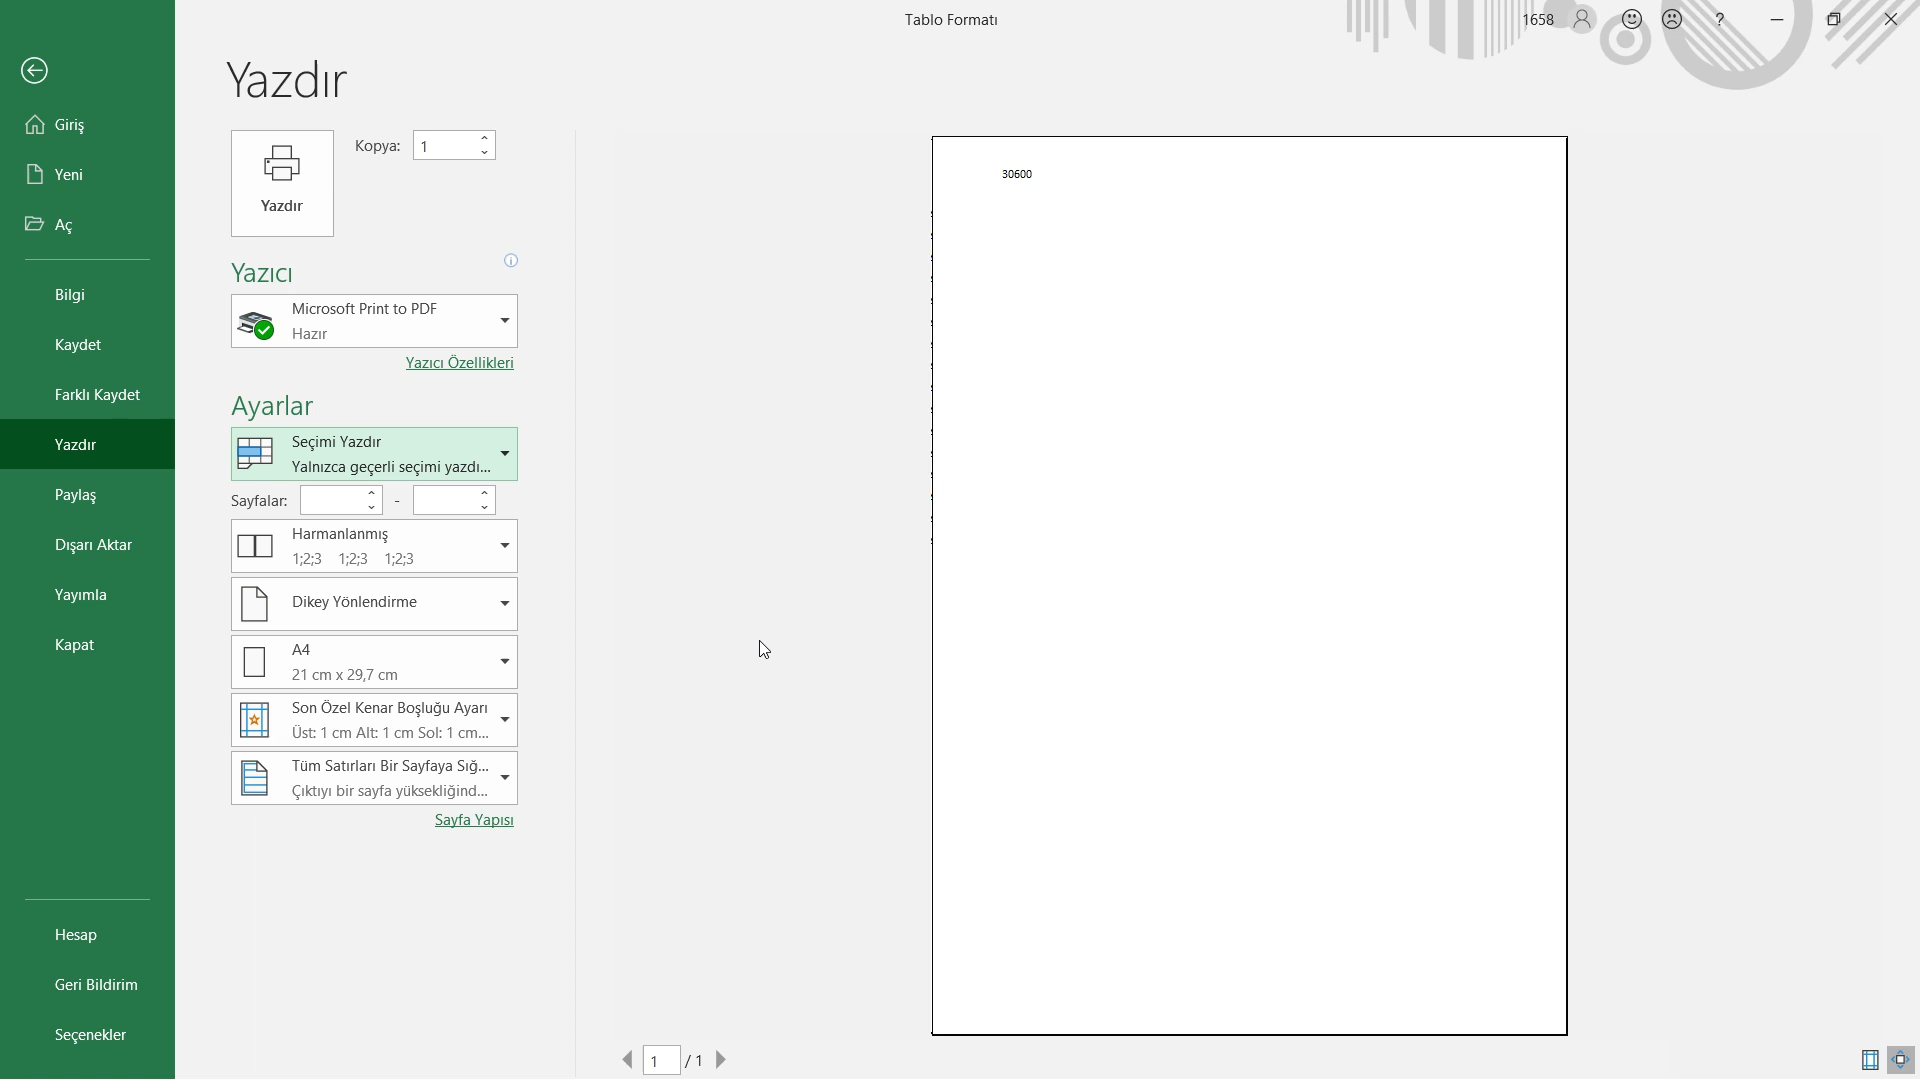 Tablo Formatı
1658
?
Yazdır
Giriş
Yeni
Aç
Bilgi
Kaydet
Farklı Kaydet
Yazdır
Paylaş
Dışarı Aktar
Yayımla
Kapat
Hesap
Geri Bildirim
Seçenekler
Yazdır
Kopya: 1
Yazıcı
Microsoft Print to PDF
Hazır
Yazıcı Özellikleri
Ayarlar
Seçimi Yazdır
Yalnızca geçerli seçimi yazdı...
Sayfalar: -
Harmanlanmış
1;2;3 1;2;3 1;2;3
Dikey Yönlendirme
A4
21 cm x 29,7 cm
Son Özel Kenar Boşluğu Ayarı
Üst: 1 cm Alt: 1 cm Sol: 1 cm...
Tüm Satırları Bir Sayfaya Sığ...
Çıktıyı bir sayfa yüksekliğind...
Sayfa Yapısı
30600
1 / 1